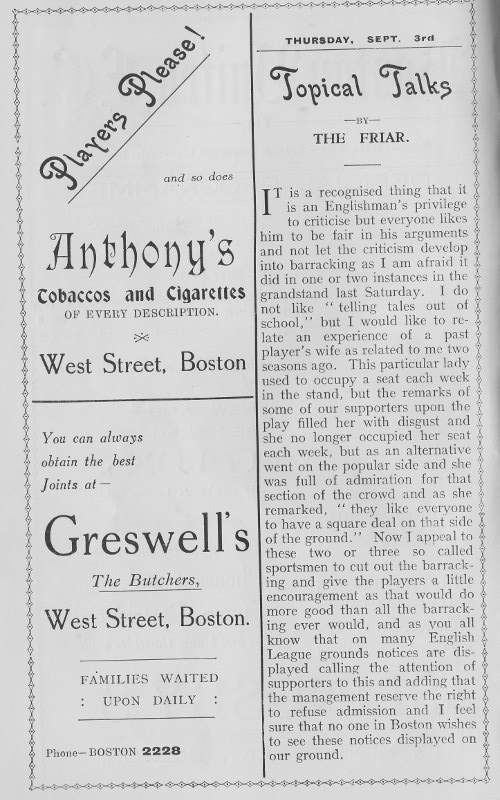 Players Please!
and so does
Anthony's
Tobaccos and Cigarettes
OF EVERY DESCRIPTION.
West Street, Boston
You can always
obtain the best
Joints at—
Greswell's
The Butchers,
West Street, Boston.
FAMILIES WAITED
: UPON DAILY :
Phone—BOSTON 2228
THURSDAY, SEPT. 3rd
Topical Talks
—BY—
THE FRIAR.
IT is a recognised thing that it
is an Englishman's privilege
to criticise but everyone likes
him to be fair in his arguments
and not let the criticism develop
into barracking as I am afraid it
did in one or two instances in the
grandstand last Saturday. I do
not like "telling tales out of
school," but I would like to re-
late an experience of a past
player's wife as related to me two
seasons ago. This particular lady
used to occupy a seat each week
in the stand, but the remarks of
some of our supporters upon the
play filled her with disgust and
she no longer occupied her seat
each week, but as an alternative
went on the popular side and she
was full of admiration for that
section of the crowd and as she
remarked, "they like everyone
to have a square deal on that side
of the ground." Now I appeal to
these two or three so called
sportsmen to cut out the barrack-
ing and give the players a little
encouragement as that would do
more good than all the barrack-
ing ever would, and as you all
know that on many English
League grounds notices are dis-
played calling the attention of
supporters to this and adding that
the management reserve the right
to refuse admission and I feel
sure that no one in Boston wishes
to see these notices displayed on
our ground.